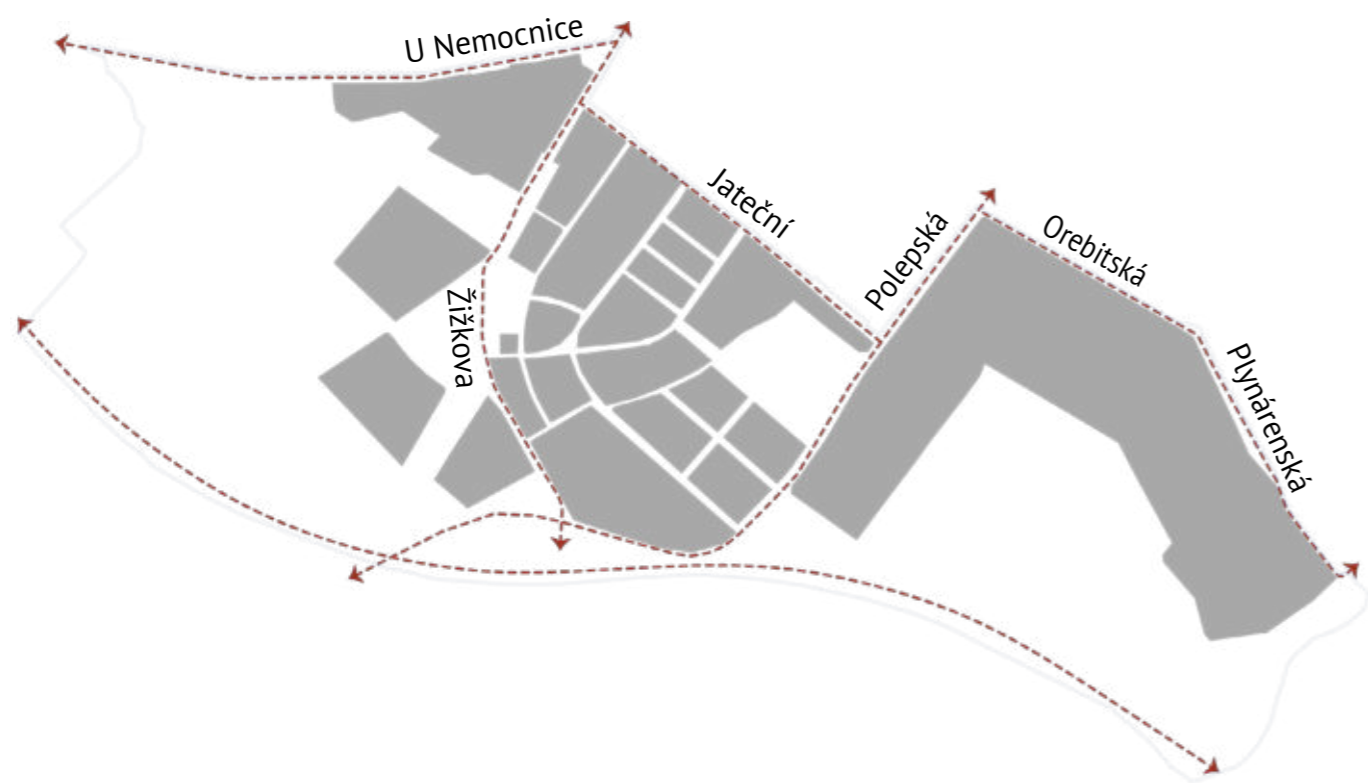 U Nemocnice
Jateční
Polepská
Orebitská
Žižkova
Plynárenská